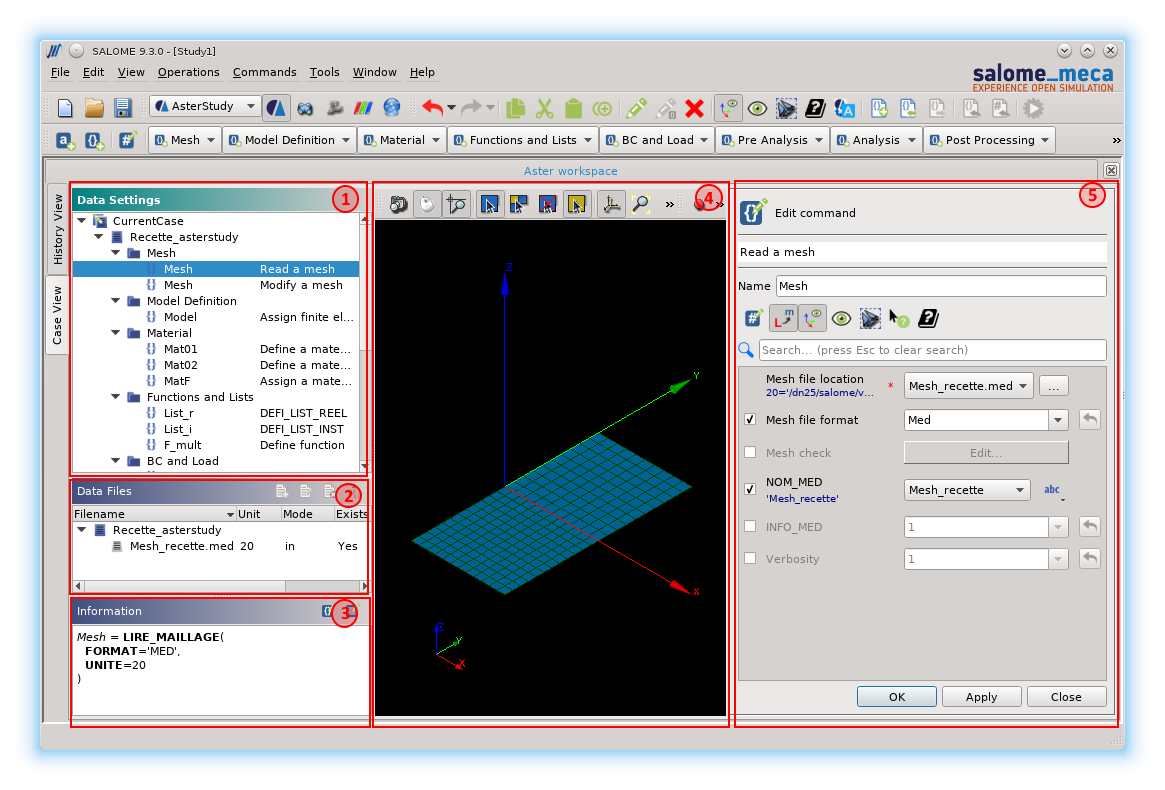 SALOME 9.3.0 - [Study1]
File Edit View Operations Commands Tools Window Help
salome_meca
EXPERIENCE OPEN SIMULATION
AsterStudy
Mesh Model Definition Material Functions and Lists BC and Load Pre Analysis Analysis Post Processing »
Aster workspace
History View
Case View
Data Settings 1
CurrentCase
Recette_asterstudy
Mesh
Mesh Read a mesh
Mesh Modify a mesh
Model Definition
Model Assign finite el...
Material
Mat01 Define a mate...
Mat02 Define a mate...
MatF Assign a mate...
Functions and Lists
List_r DEFI_LIST_REEL
List_i DEFI_LIST_INST
F_mult Define function
BC and Load
Data Files 2
Filename Unit Mode Exists
Recette_asterstudy
Mesh_recette.med 20 in Yes
Information 3
Mesh = LIRE_MAILLAGE(
FORMAT='MED',
UNITE=20
)
» 4 »
Z
Y
X
Z
Y
X
5
Edit command
Read a mesh
Name Mesh
Search... (press Esc to clear search)
Mesh file location * Mesh_recette.med ...
20='/dn25/salome/v...
Mesh file format Med
Mesh check Edit...
NOM_MED Mesh_recette abc
'Mesh_recette'
INFO_MED 1
Verbosity 1
OK Apply Close